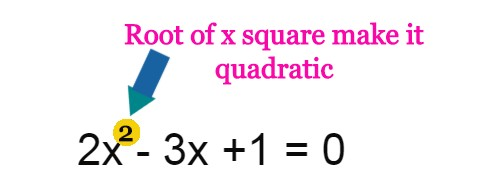 Root of x square make it
quadratic
2x² - 3x +1 = 0